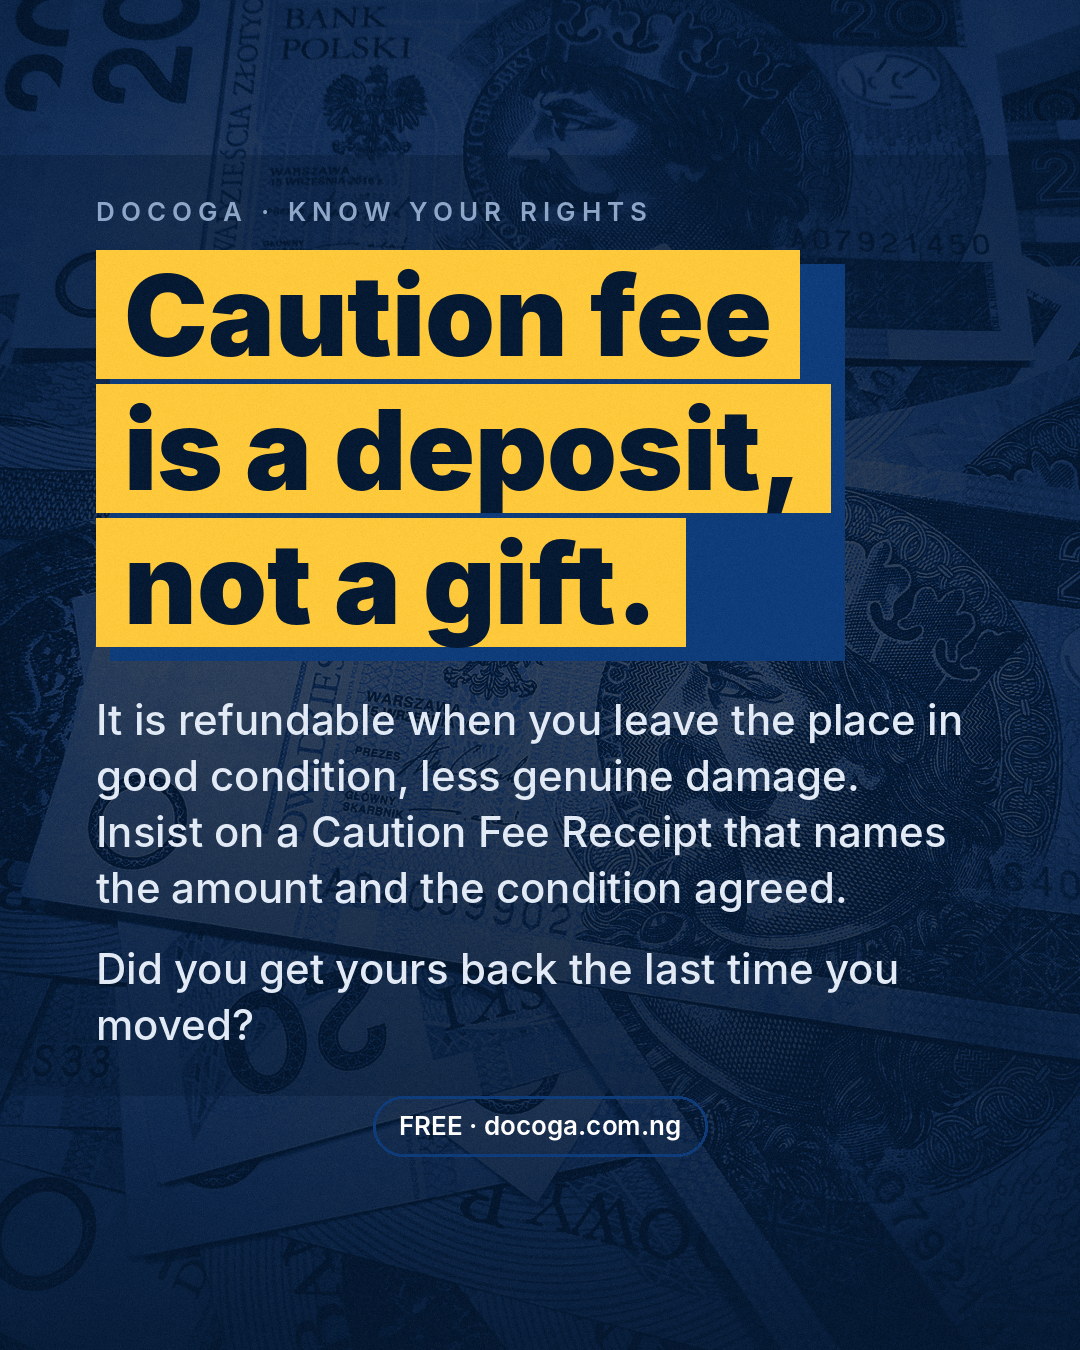 BANK
POLSKI
DOCOGA · KNOW YOUR RIGHTS
A07921450
Caution fee
is a deposit,
not a gift.
It is refundable when you leave the place in
good condition, less genuine damage.
Insist on a Caution Fee Receipt that names
the amount and the condition agreed.
Did you get yours back the last time you
moved?
FREE · docoga.com.ng